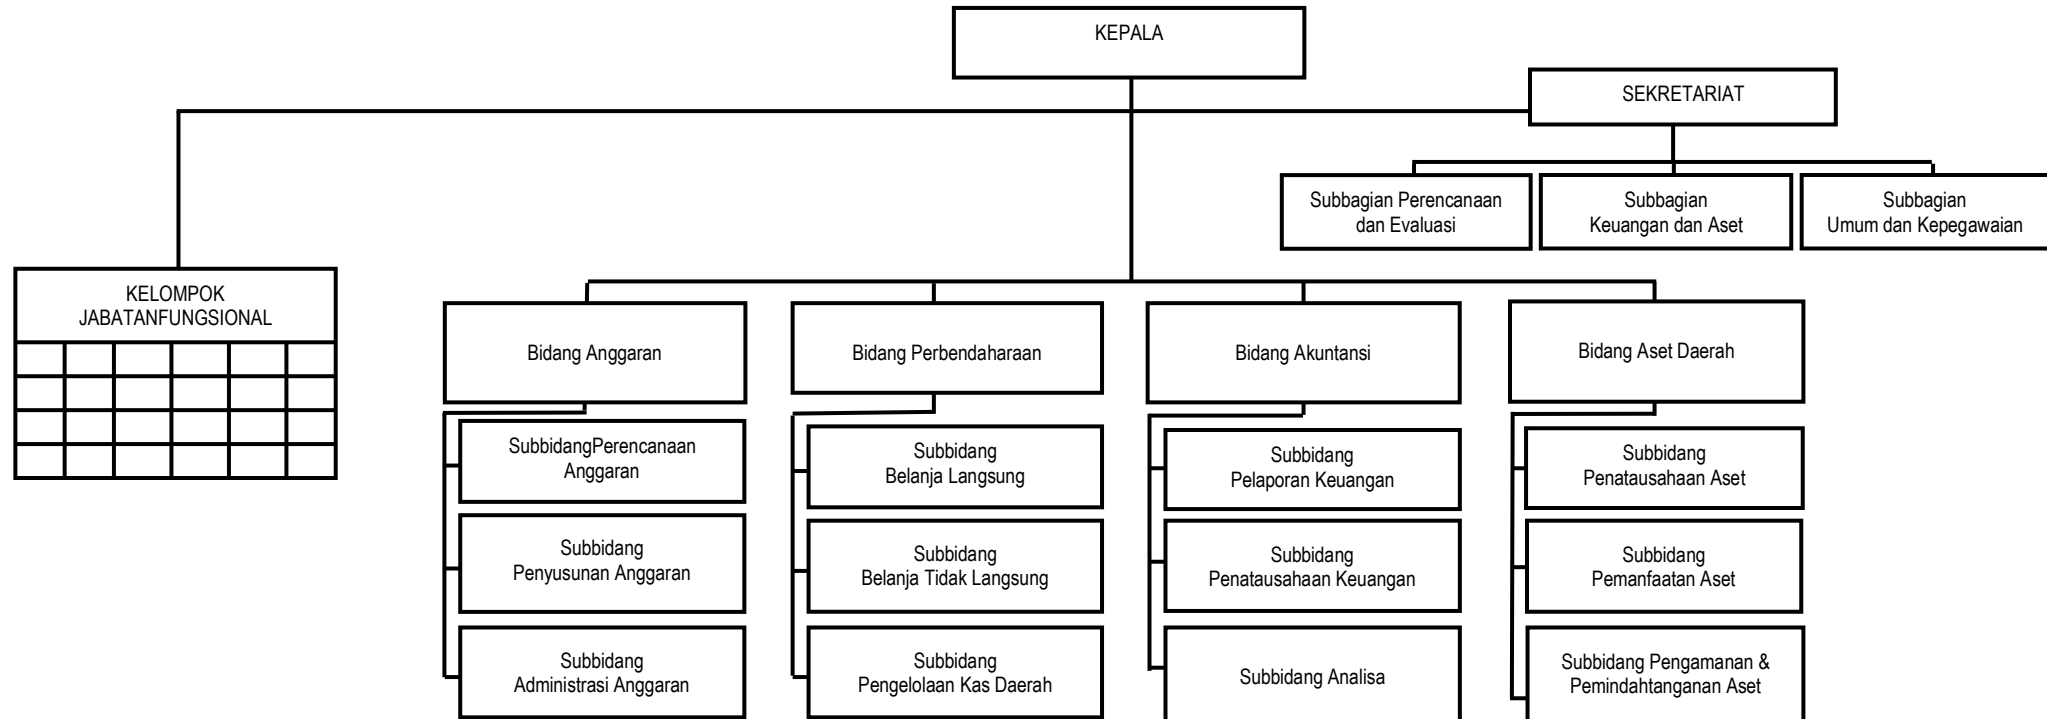 KEPALA
SEKRETARIAT
Subbagian Perencanaan
dan Evaluasi
Subbagian
Keuangan dan Aset
Subbagian
Umum dan Kepegawaian
KELOMPOK
JABATANFUNGSIONAL
Bidang Anggaran
Bidang Perbendaharaan
Bidang Akuntansi
Bidang Aset Daerah
SubbidangPerencanaan
Anggaran
Subbidang
Penyusunan Anggaran
Subbidang
Administrasi Anggaran
Subbidang
Belanja Langsung
Subbidang
Belanja Tidak Langsung
Subbidang
Pengelolaan Kas Daerah
Subbidang
Pelaporan Keuangan
Subbidang
Penatausahaan Keuangan
Subbidang Analisa
Subbidang
Penatausahaan Aset
Subbidang
Pemanfaatan Aset
Subbidang Pengamanan &
Pemindahtanganan Aset